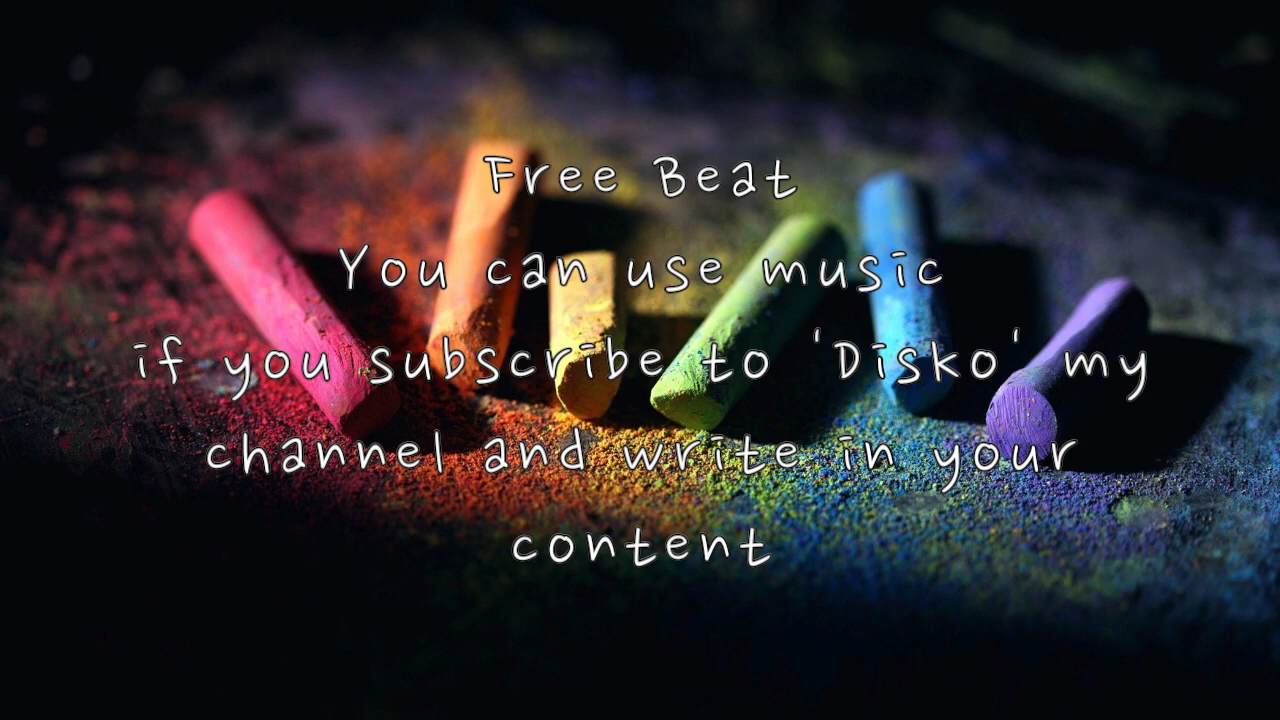 Free Beat
You can use music
if you subscribe to 'Disko' my
channel and write in your
content